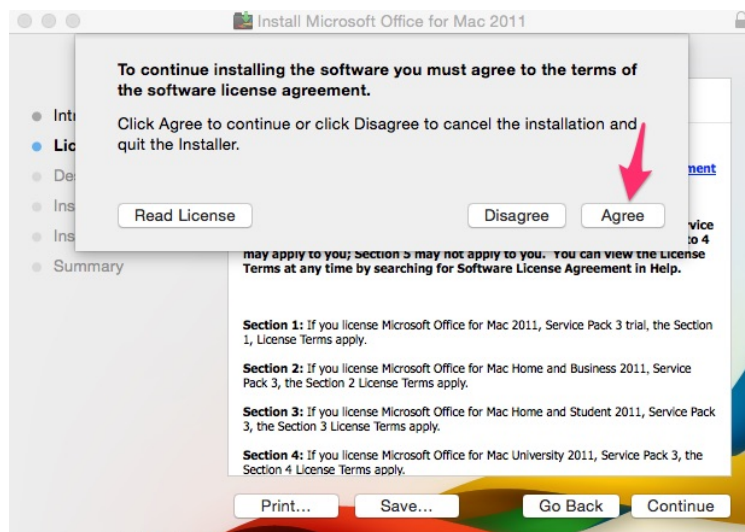 Install Microsoft Office for Mac 2011
To continue installing the software you must agree to the terms of
the software license agreement.
Click Agree to continue or click Disagree to cancel the installation and
quit the Installer.
Read License
Disagree
Agree
Lic
Ins
Ins
Summary
may apply to you; Section 5 may not apply to you. You can view the License
Terms at any time by searching for Software License Agreement in Help.
Section 1: If you license Microsoft Office for Mac 2011, Service Pack 3 trial, the Section
1, License Terms apply.
Section 2: If you license Microsoft Office for Mac Home and Business 2011, Service
Pack 3, the Section 2 License Terms apply.
Section 3: If you license Microsoft Office for Mac Home and Student 2011, Service Pack
3, the Section 3 License Terms apply.
Section 4: If you license Microsoft Office for Mac University 2011, Service Pack 3, the
Section 4 License Terms apply.
Print...
Save...
Go Back
Continue